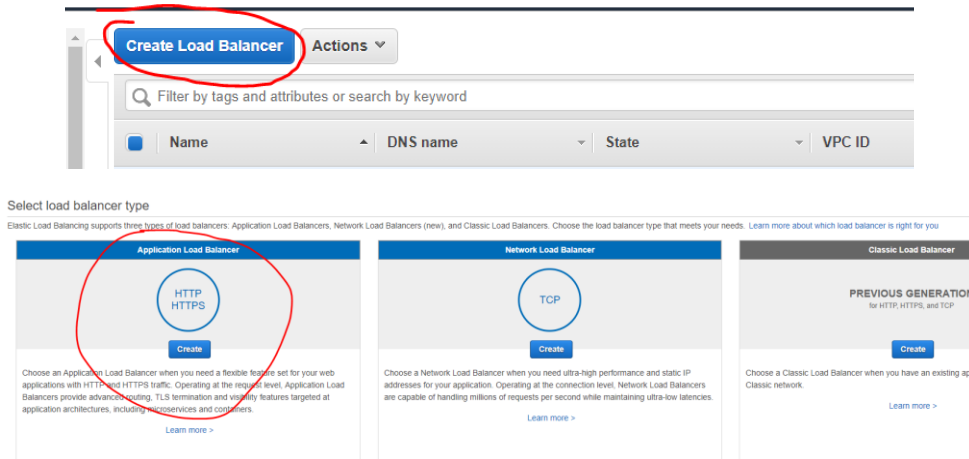 Create Load Balancer Actions
Filter by tags and attributes or search by keyword
Name DNS name State VPC ID
Select load balancer type
Elastic Load Balancing supports three types of load balancers: Application Load Balancers, Network Load Balancers (new), and Classic Load Balancers. Choose the load balancer type that meets your needs. Learn more about which load balancer is right for you
Application Load Balancer
HTTP
HTTPS
Create
Choose an Application Load Balancer when you need a flexible feature set for your web
applications with HTTP and HTTPS traffic. Operating at the request level, Application Load
Balancers provide advanced routing, TLS termination and visibility features targeted at
application architectures, including microservices and containers.
Learn more >
Network Load Balancer
TCP
Create
Choose a Network Load Balancer when you need ultra-high performance and static IP
addresses for your application. Operating at the connection level, Network Load Balancers
are capable of handling millions of requests per second while maintaining ultra-low latencies.
Learn more >
Classic Load Balancer
PREVIOUS GENERATION
for HTTP, HTTPS, and TCP
Create
Choose a Classic Load Balancer when you have an existing
Classic network.
Learn more >